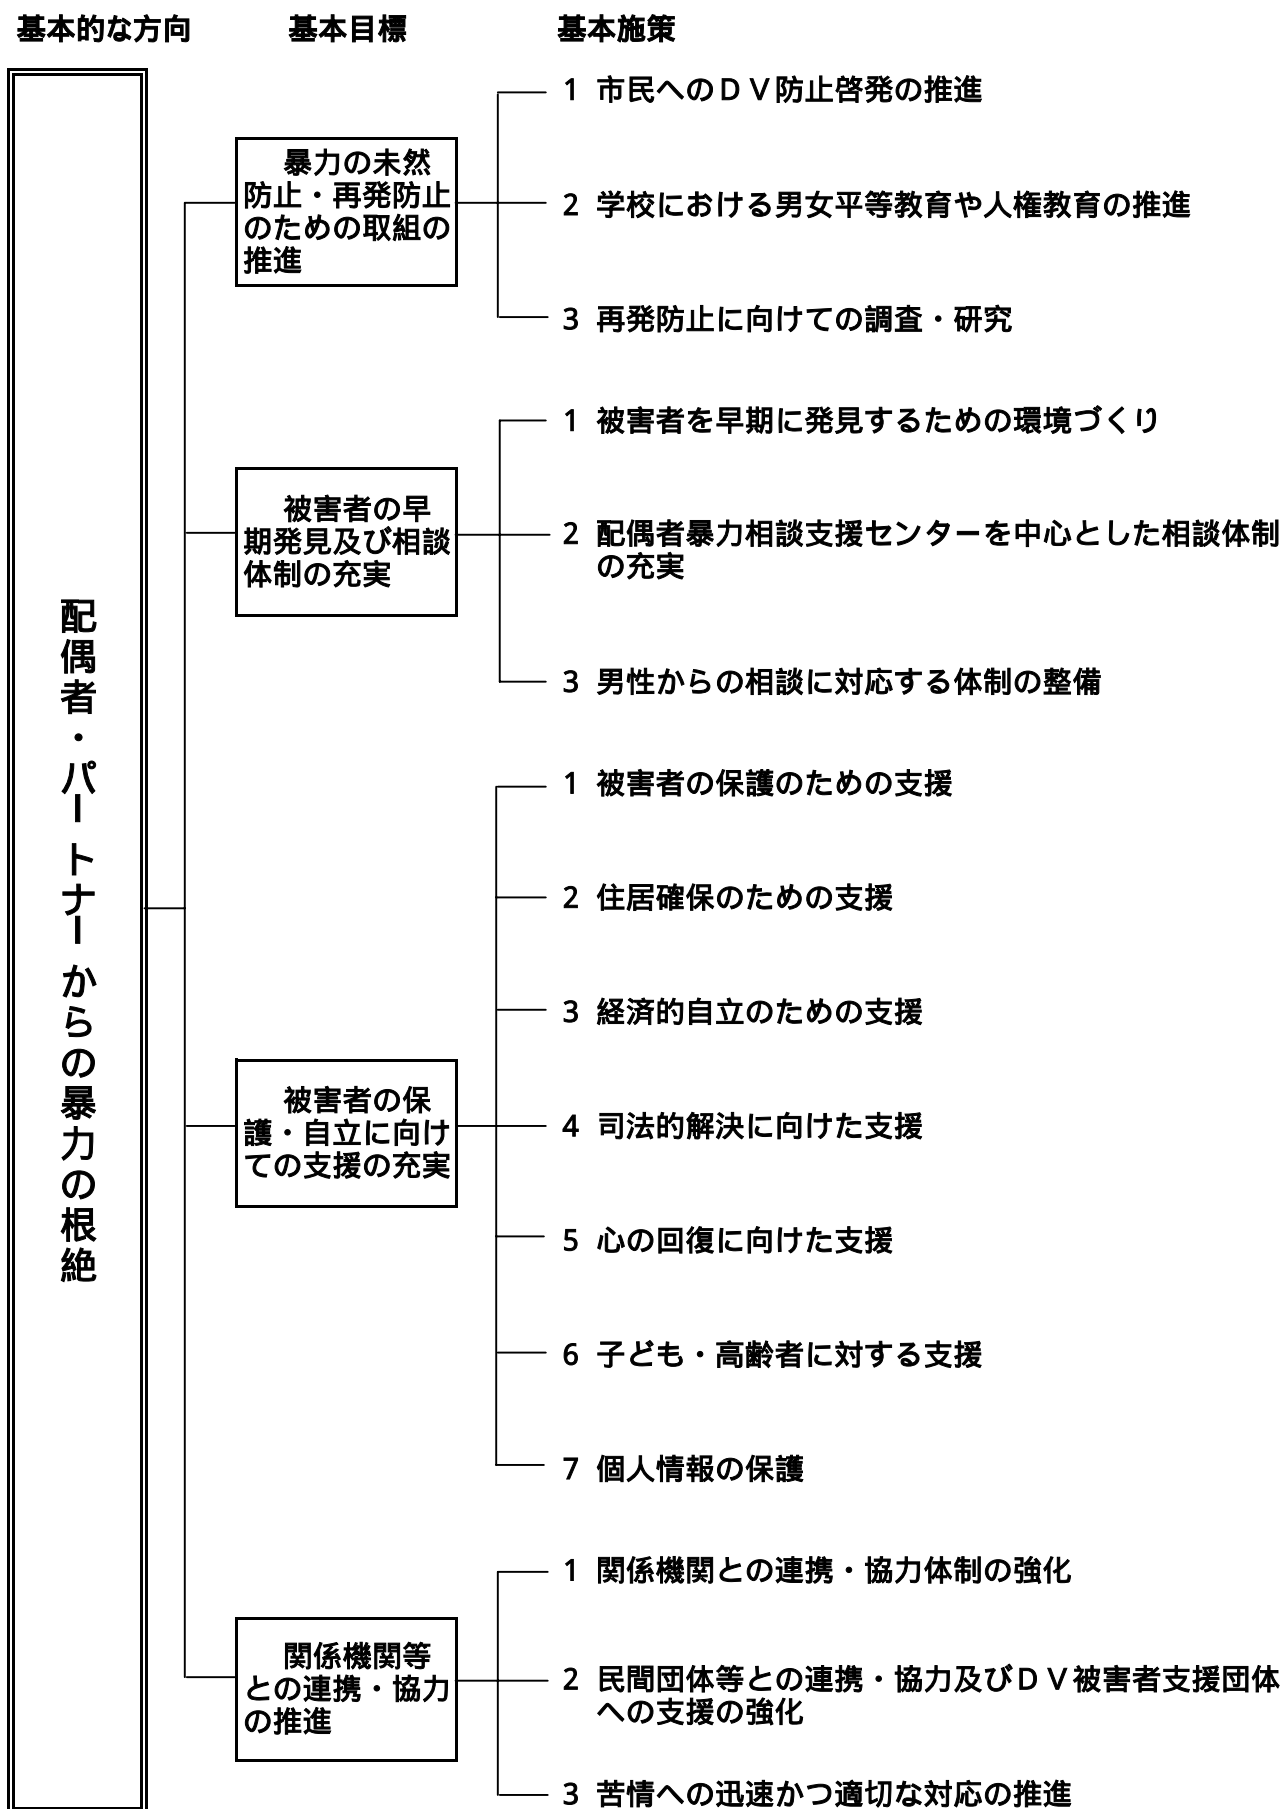 基本的な方向 基本目標 基本施策
配偶者・パートナーからの暴力の根絶
暴力の未然
防止・再発防止
のための取組の
推進
1 市民へのＤＶ防止啓発の推進
2 学校における男女平等教育や人権教育の推進
3 再発防止に向けての調査・研究
被害者の早
期発見及び相談
体制の充実
1 被害者を早期に発見するための環境づくり
2 配偶者暴力相談支援センターを中心とした相談体制
の充実
3 男性からの相談に対応する体制の整備
被害者の保
護・自立に向け
ての支援の充実
1 被害者の保護のための支援
2 住居確保のための支援
3 経済的自立のための支援
4 司法的解決に向けた支援
5 心の回復に向けた支援
6 子ども・高齢者に対する支援
7 個人情報の保護
関係機関等
との連携・協力
の推進
1 関係機関との連携・協力体制の強化
2 民間団体等との連携・協力及びＤＶ被害者支援団体
への支援の強化
3 苦情への迅速かつ適切な対応の推進